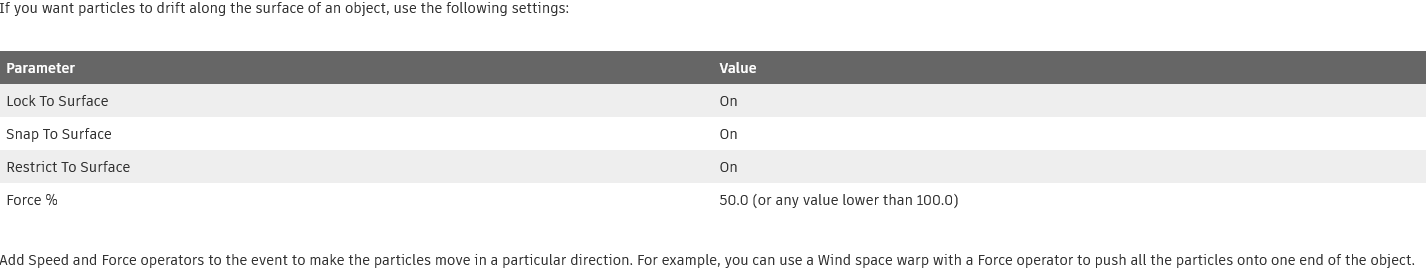 If you want particles to drift along the surface of an object, use the following settings:
Parameter Value
Lock To Surface On
Snap To Surface On
Restrict To Surface On
Force % 50.0 (or any value lower than 100.0)
Add Speed and Force operators to the event to make the particles move in a particular direction. For example, you can use a Wind space warp with a Force operator to push all the particles onto one end of the object.